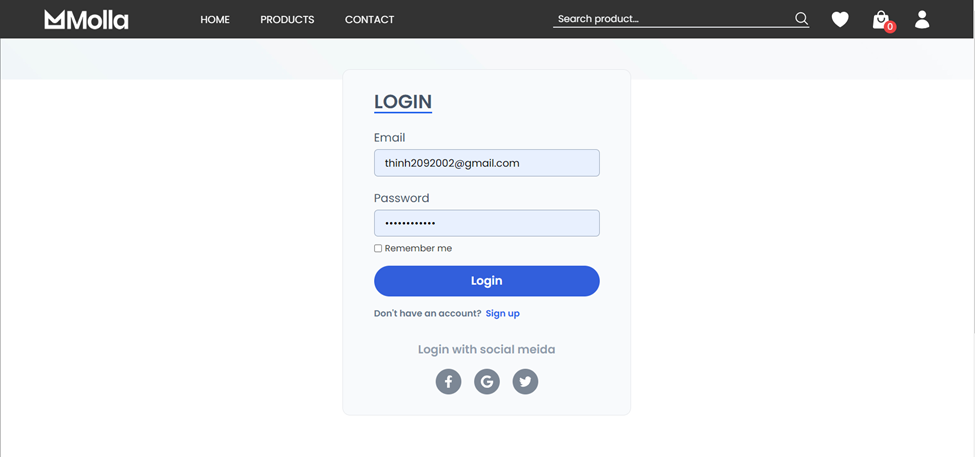 Molla HOME PRODUCTS CONTACT Search product... 0
LOGIN
Email
thinh2092002@gmail.com
Password
••••••••••••
Remember me
Login
Don't have an account? Sign up
Login with social meida